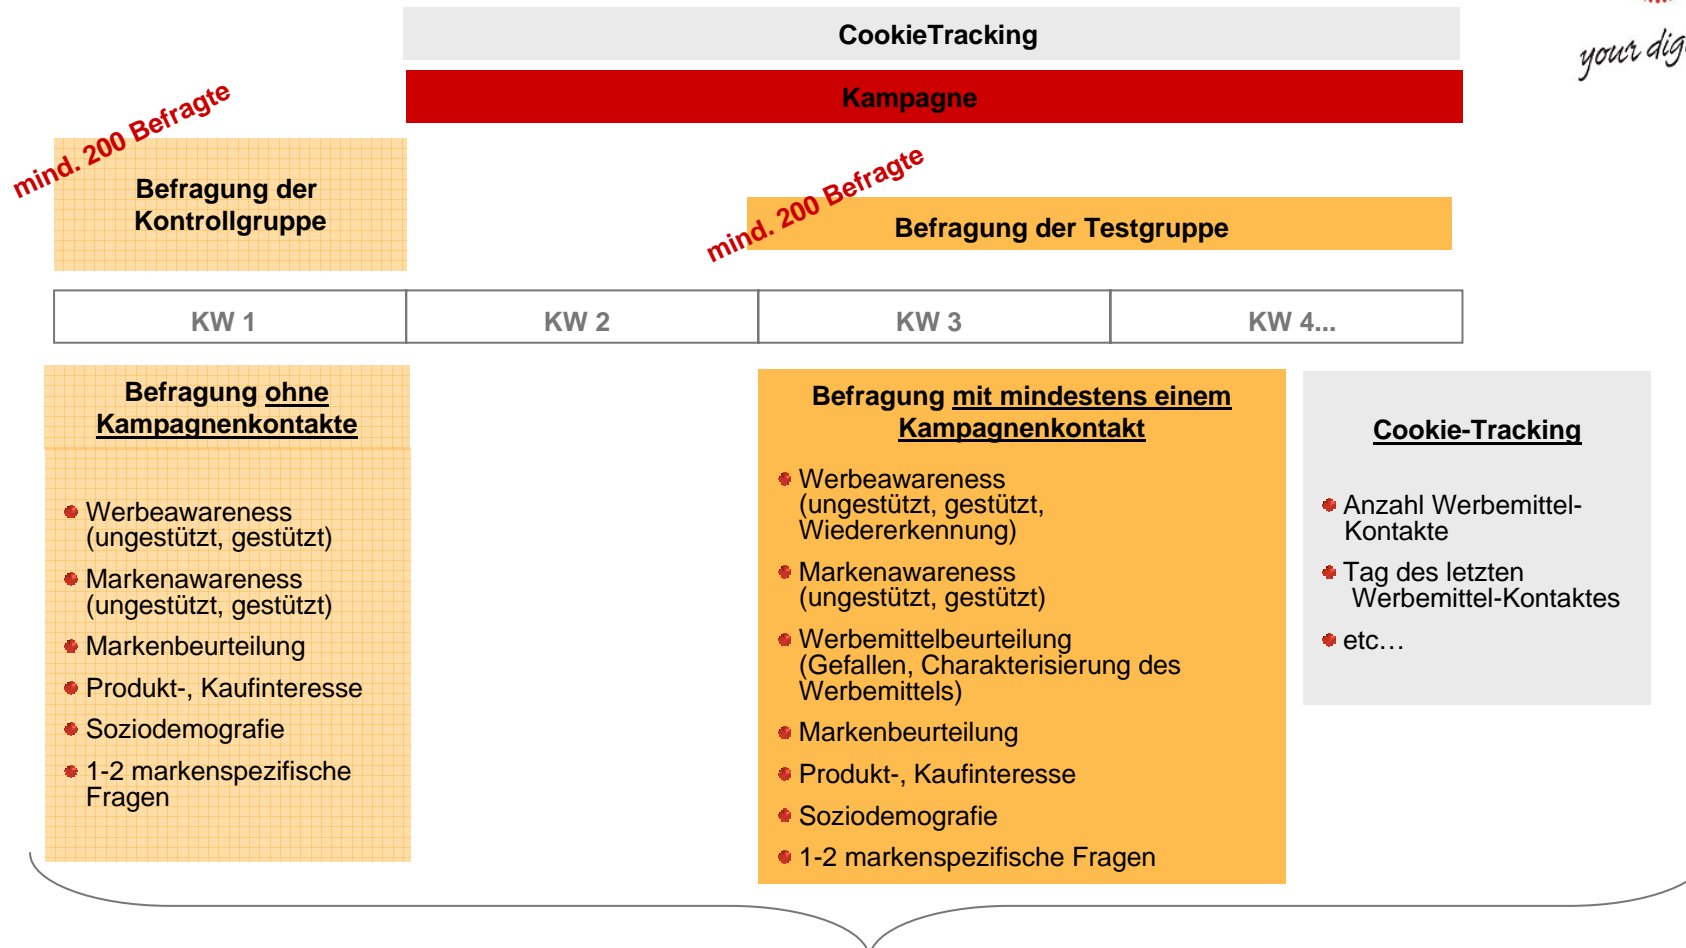 CookieTracking
your dig
Kampagne
mind. 200 Befragte
Befragung der
Kontrollgruppe
mind. 200 Befragte
Befragung der Testgruppe
KW 1
KW 2
KW 3
KW 4...
Befragung ohne
Kampagnenkontakte
Werbeawareness
(ungestützt, gestützt)
Markenawareness
(ungestützt, gestützt)
Markenbeurteilung
Produkt-, Kaufinteresse
Soziodemografie
1-2 markenspezifische
Fragen
Befragung mit mindestens einem
Kampagnenkontakt
Werbeawareness
(ungestützt, gestützt,
Wiedererkennung)
Markenawareness
(ungestützt, gestützt)
Werbemittelbeurteilung
(Gefallen, Charakterisierung des
Werbemittels)
Markenbeurteilung
Produkt-, Kaufinteresse
Soziodemografie
1-2 markenspezifische Fragen
Cookie-Tracking
Anzahl Werbemittel-
Kontakte
Tag des letzten
Werbemittel-Kontaktes
etc…